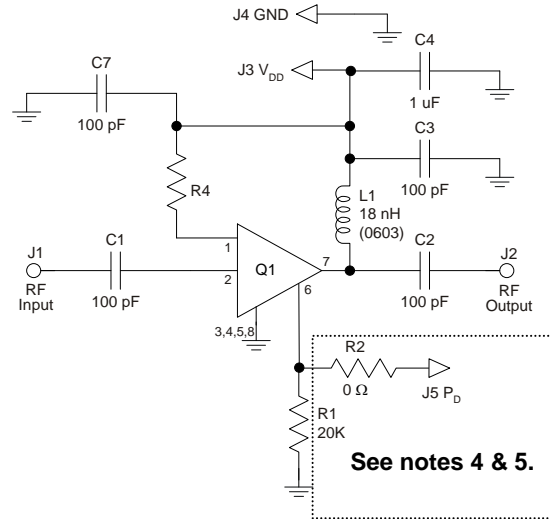 J4 GND
J3 VDD
C4
1 uF
C7
100 pF
C3
100 pF
R4
L1
18 nH
(0603)
J1
RF
Input
C1
100 pF
1
2
Q1
7
6
3,4,5,8
C2
100 pF
J2
RF
Output
R2
0 Ω
J5 PD
R1
20K
See notes 4 & 5.